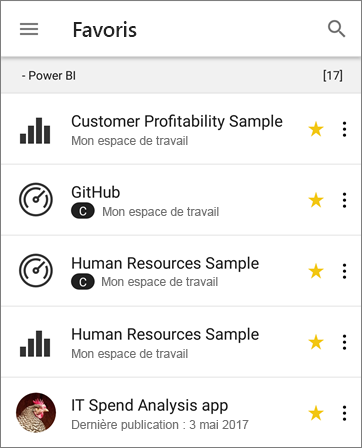 Favoris
- Power BI [17]
Customer Profitability Sample
Mon espace de travail
GitHub
C Mon espace de travail
Human Resources Sample
C Mon espace de travail
Human Resources Sample
Mon espace de travail
IT Spend Analysis app
Dernière publication : 3 mai 2017